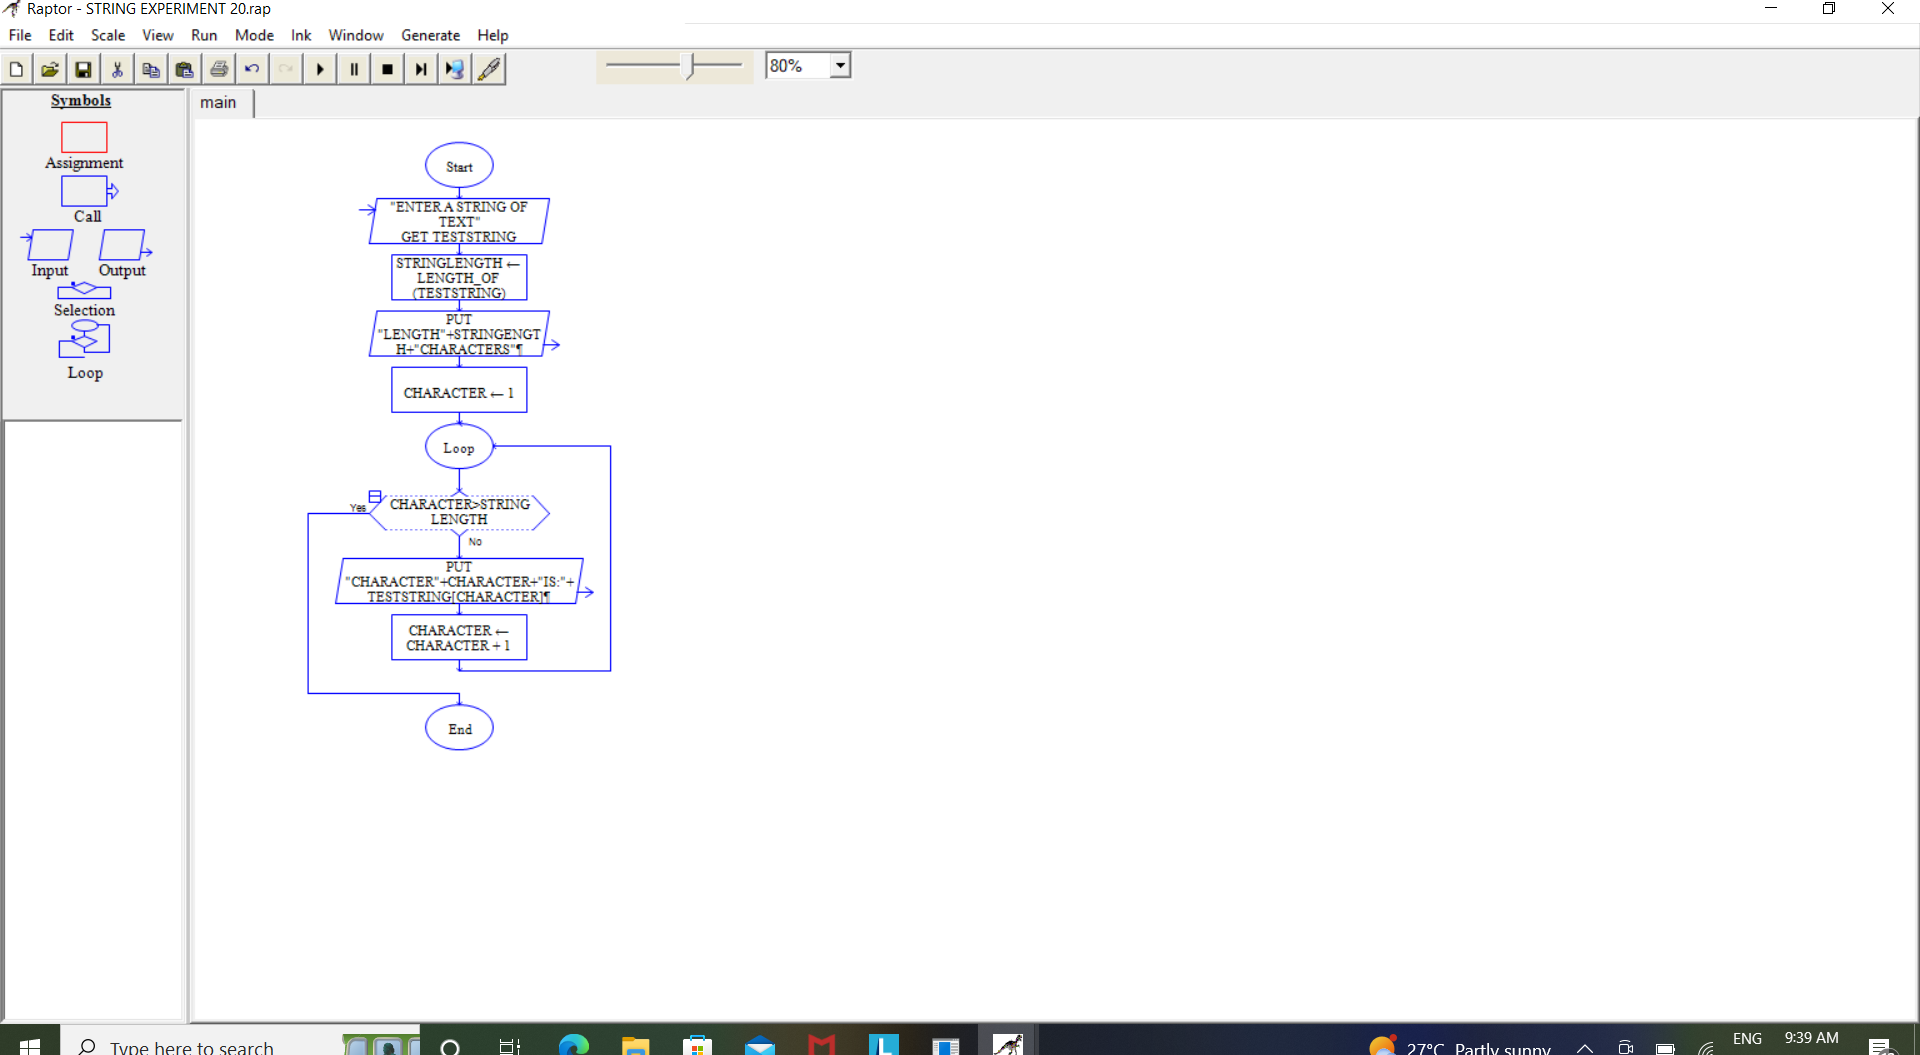 Raptor - STRING EXPERIMENT 20.rap
File Edit Scale View Run Mode Ink Window Generate Help
80%
Symbols
Assignment
Call
Input Output
Selection
Loop
main
Start
"ENTER A STRING OF
TEXT"
GET TESTSTRING
STRINGLENGTH ←
LENGTH_OF
(TESTSTRING)
PUT
"LENGTH"+STRINGENGT
H+"CHARACTERS"¶
CHARACTER ← 1
Loop
Yes
CHARACTER>STRING
LENGTH
No
PUT
"CHARACTER"+CHARACTER+"IS:"+
TESTSTRING[CHARACTER]¶
CHARACTER ←
CHARACTER + 1
End
Type here to search
27°C Partly sunny
ENG
9:39 AM